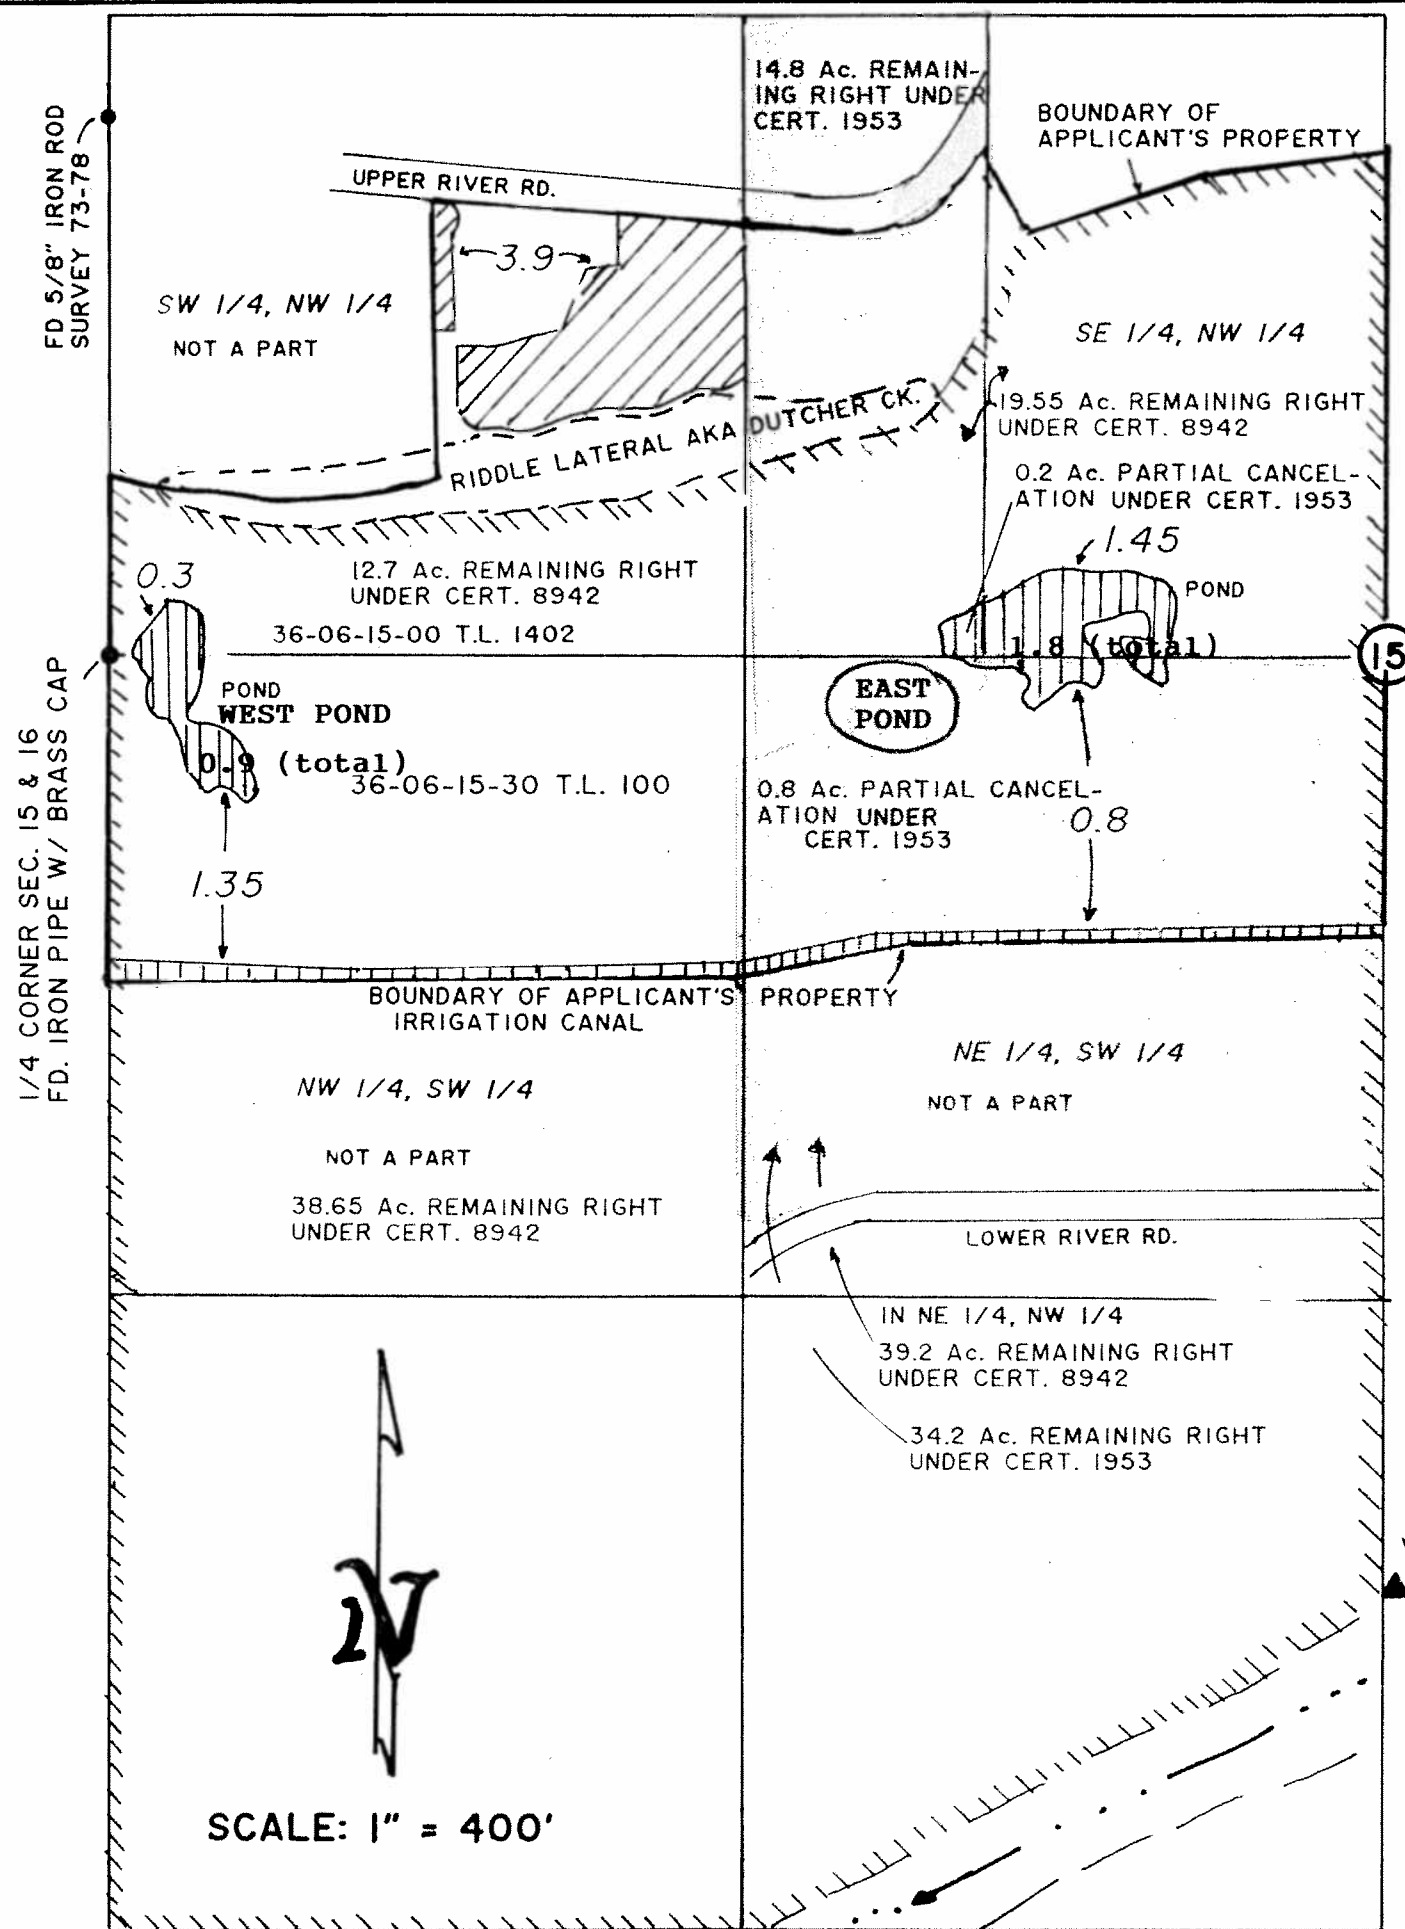 14.8 Ac. REMAIN-
ING RIGHT UNDER
CERT. 1953
BOUNDARY OF
APPLICANT'S PROPERTY
FD 5/8" IRON ROD
SURVEY 73-78
UPPER RIVER RD.
3.9
SW 1/4, NW 1/4
NOT A PART
SE 1/4, NW 1/4
19.55 Ac. REMAINING RIGHT
UNDER CERT. 8942
RIDDLE LATERAL AKA DUTCHER CK.
0.2 Ac. PARTIAL CANCEL-
ATION UNDER CERT. 1953
1.45
POND
0.3
12.7 Ac. REMAINING RIGHT
UNDER CERT. 8942
36-06-15-00 T.L. 1402
1.8 (total)
15
1/4 CORNER SEC. 15 & 16
FD. IRON PIPE W/ BRASS CAP
POND
WEST POND
0.9 (total)
36-06-15-30 T.L. 100
EAST
POND
0.8 Ac. PARTIAL CANCEL-
ATION UNDER
CERT. 1953
0.8
1.35
BOUNDARY OF APPLICANT'S PROPERTY
IRRIGATION CANAL
NW 1/4, SW 1/4
NOT A PART
38.65 Ac. REMAINING RIGHT
UNDER CERT. 8942
NE 1/4, SW 1/4
NOT A PART
LOWER RIVER RD.
IN NE 1/4, NW 1/4
39.2 Ac. REMAINING RIGHT
UNDER CERT. 8942
34.2 Ac. REMAINING RIGHT
UNDER CERT. 1953
N
SCALE: 1" = 400'